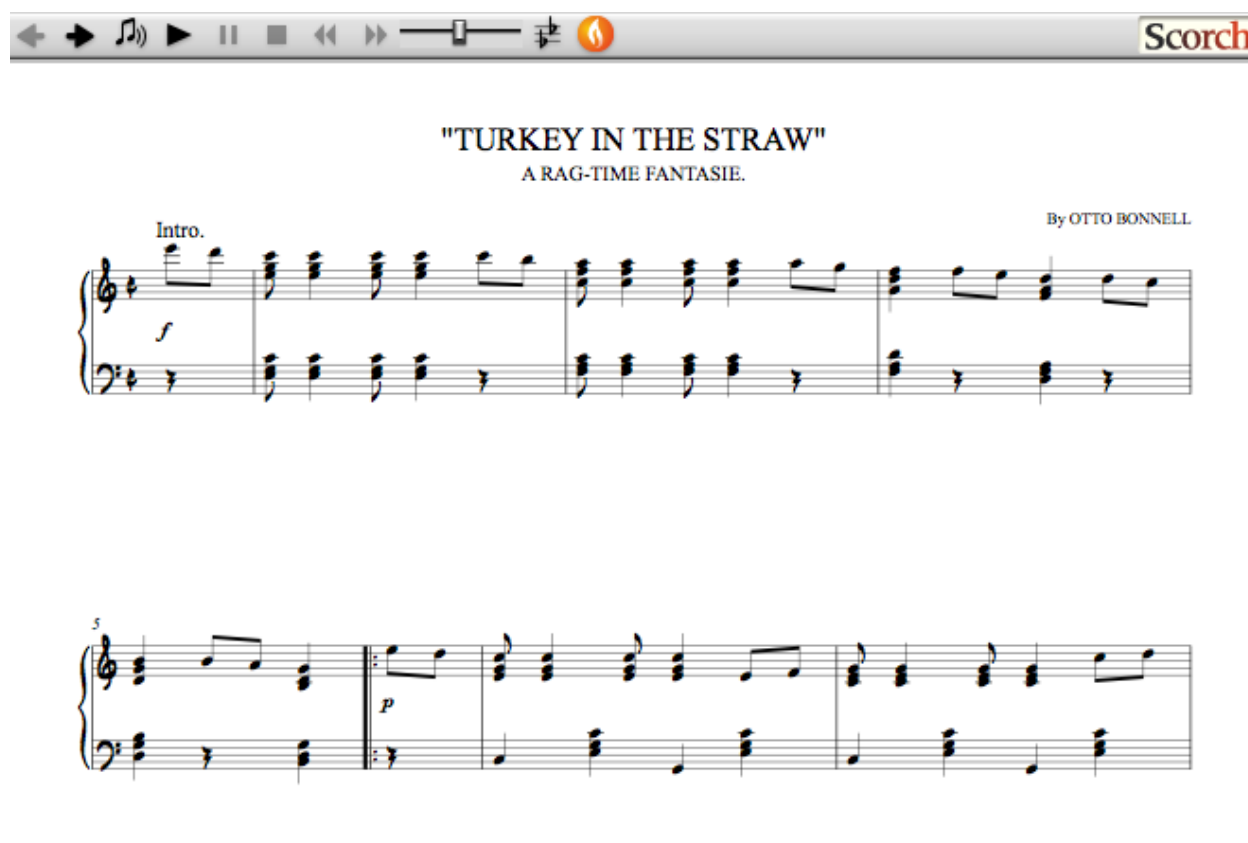 Scorch
"TURKEY IN THE STRAW"
A RAG-TIME FANTASIE.
By OTTO BONNELL
Intro.
f
5
p